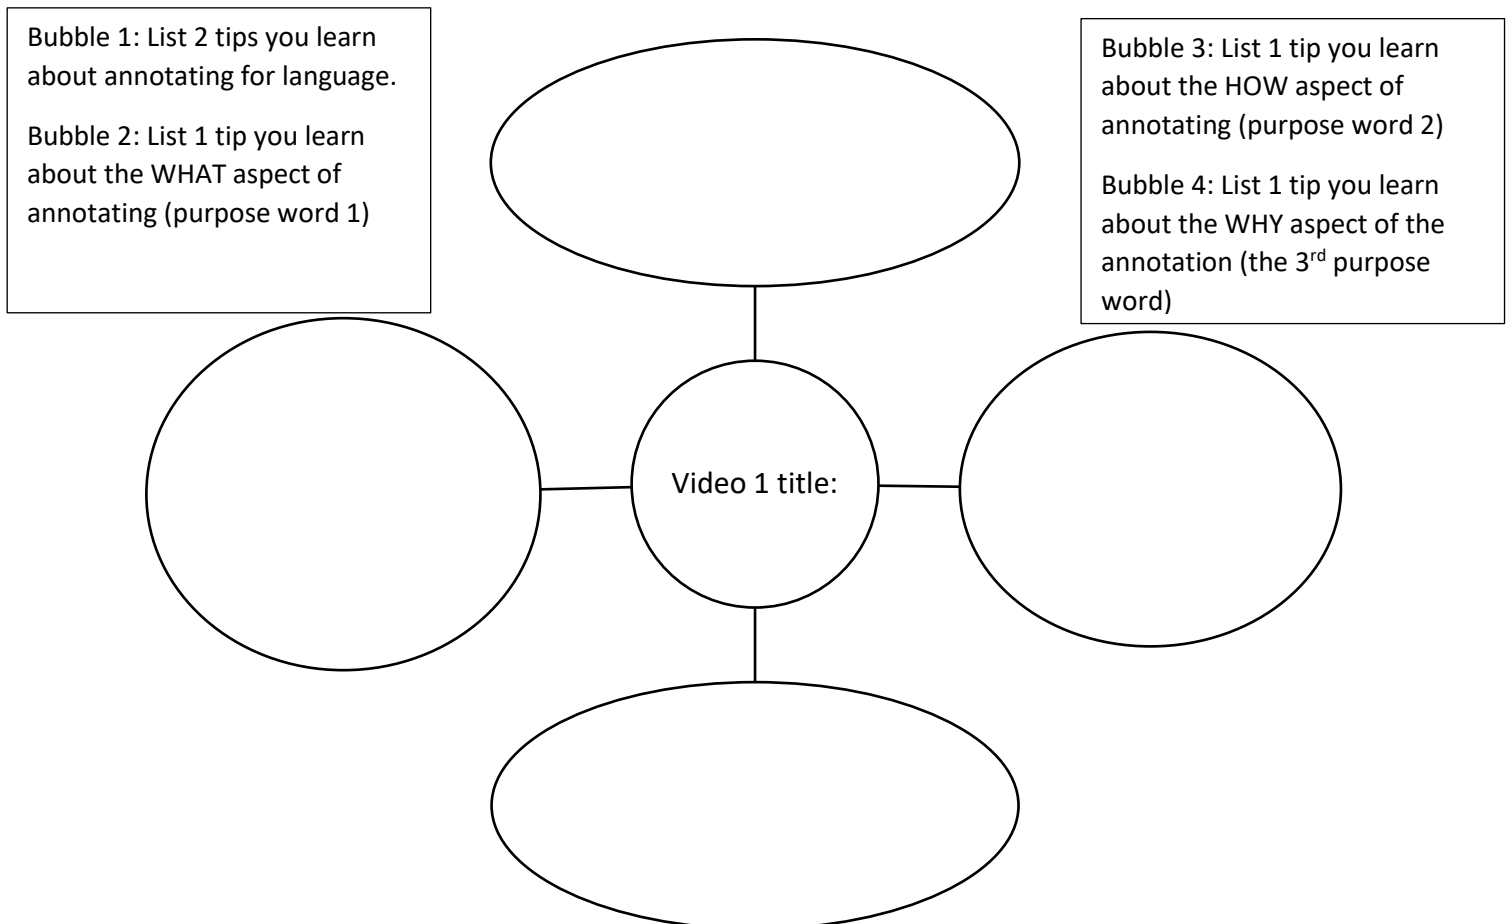 Bubble 1: List 2 tips you learn
about annotating for language.
Bubble 2: List 1 tip you learn
about the WHAT aspect of
annotating (purpose word 1)
Bubble 3: List 1 tip you learn
about the HOW aspect of
annotating (purpose word 2)
Bubble 4: List 1 tip you learn
about the WHY aspect of the
annotation (the 3rd purpose
word)
Video 1 title: